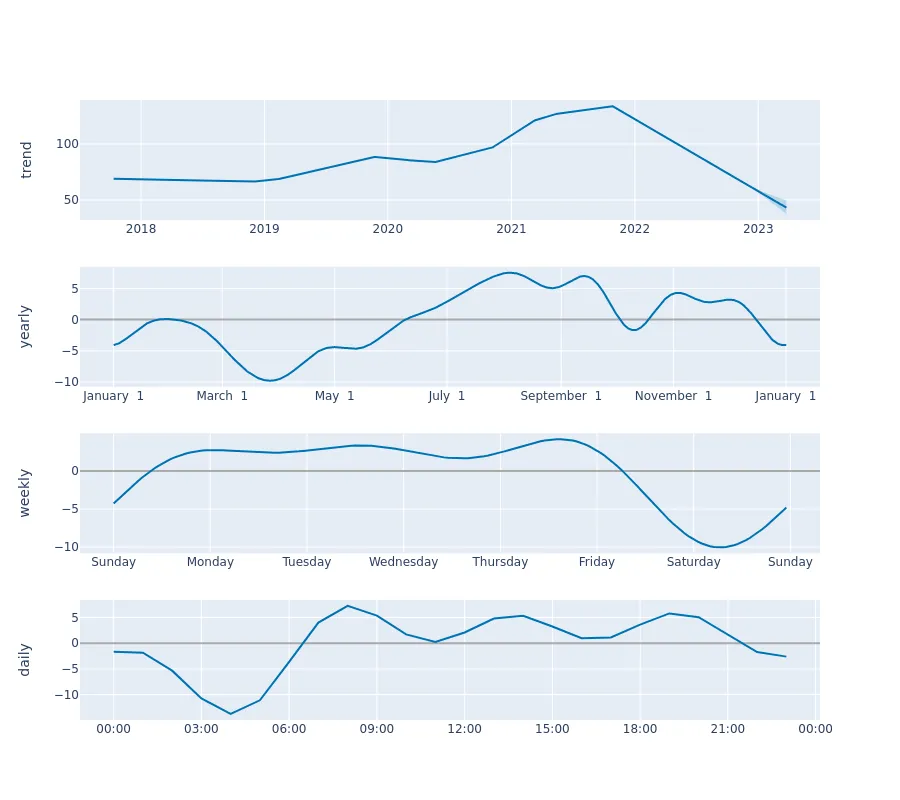 trend
100
50
2018 2019 2020 2021 2022 2023
yearly
5
0
−5
−10
January 1 March 1 May 1 July 1 September 1 November 1 January 1
weekly
0
−5
−10
Sunday Monday Tuesday Wednesday Thursday Friday Saturday Sunday
daily
5
0
−5
−10
00:00 03:00 06:00 09:00 12:00 15:00 18:00 21:00 00:00